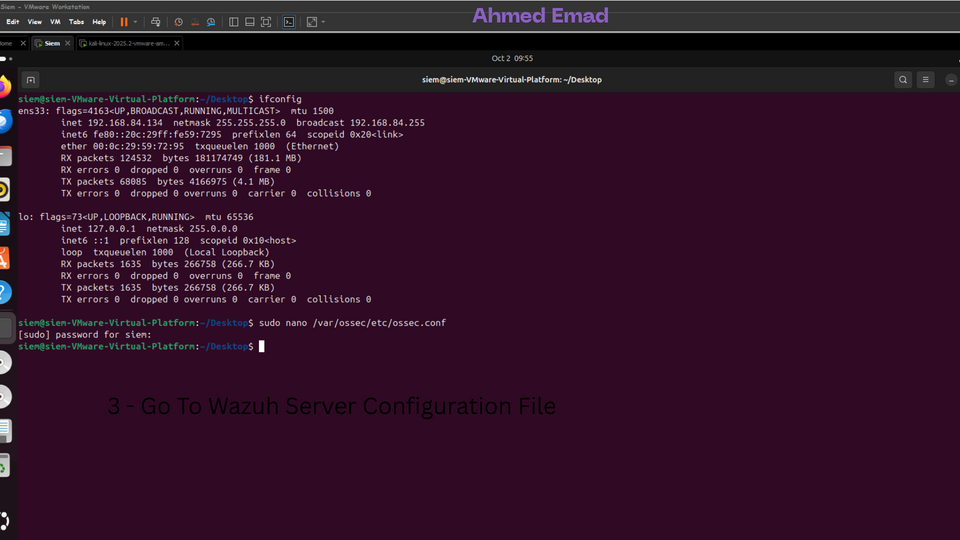 Siem - VMware Workstation
Ahmed Emad
Edit View VM Tabs Help
Home
Siem
kali-linux-2025.2-vmware-am...
Oct 2 09:55
siem@siem-VMware-Virtual-Platform: ~/Desktop
siem@siem-VMware-Virtual-Platform:~/Desktop$ ifconfig
ens33: flags=4163<UP,BROADCAST,RUNNING,MULTICAST>  mtu 1500
inet 192.168.84.134  netmask 255.255.255.0  broadcast 192.168.84.255
inet6 fe80::20c:29ff:fe59:7295  prefixlen 64  scopeid 0x20<link>
ether 00:0c:29:59:72:95  txqueuelen 1000  (Ethernet)
RX packets 124532  bytes 181174749 (181.1 MB)
RX errors 0  dropped 0  overruns 0  frame 0
TX packets 68085  bytes 4166975 (4.1 MB)
TX errors 0  dropped 0 overruns 0  carrier 0  collisions 0
lo: flags=73<UP,LOOPBACK,RUNNING>  mtu 65536
inet 127.0.0.1  netmask 255.0.0.0
inet6 ::1  prefixlen 128  scopeid 0x10<host>
loop  txqueuelen 1000  (Local Loopback)
RX packets 1635  bytes 266758 (266.7 KB)
RX errors 0  dropped 0  overruns 0  frame 0
TX packets 1635  bytes 266758 (266.7 KB)
TX errors 0  dropped 0 overruns 0  carrier 0  collisions 0
siem@siem-VMware-Virtual-Platform:~/Desktop$ sudo nano /var/ossec/etc/ossec.conf
[sudo] password for siem:
siem@siem-VMware-Virtual-Platform:~/Desktop$
3 - Go To Wazuh Server Configuration File